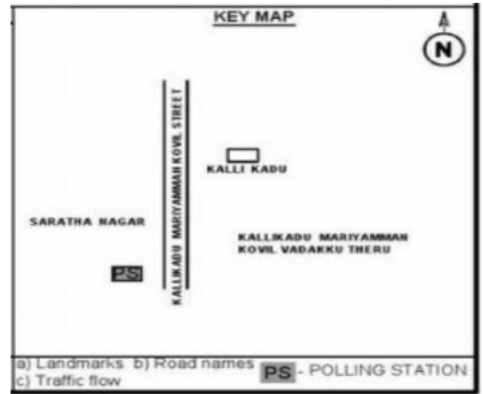 KEY MAP
N
KALLIKADU MARIYAMMAN KOVIL STREET
KALLI KADU
SARATHA NAGAR
KALLIKADU MARIYAMMAN
KOVIL VADAKKU THERU
PS
a) Landmarks b) Road names
c) Traffic flow
PS - POLLING STATION